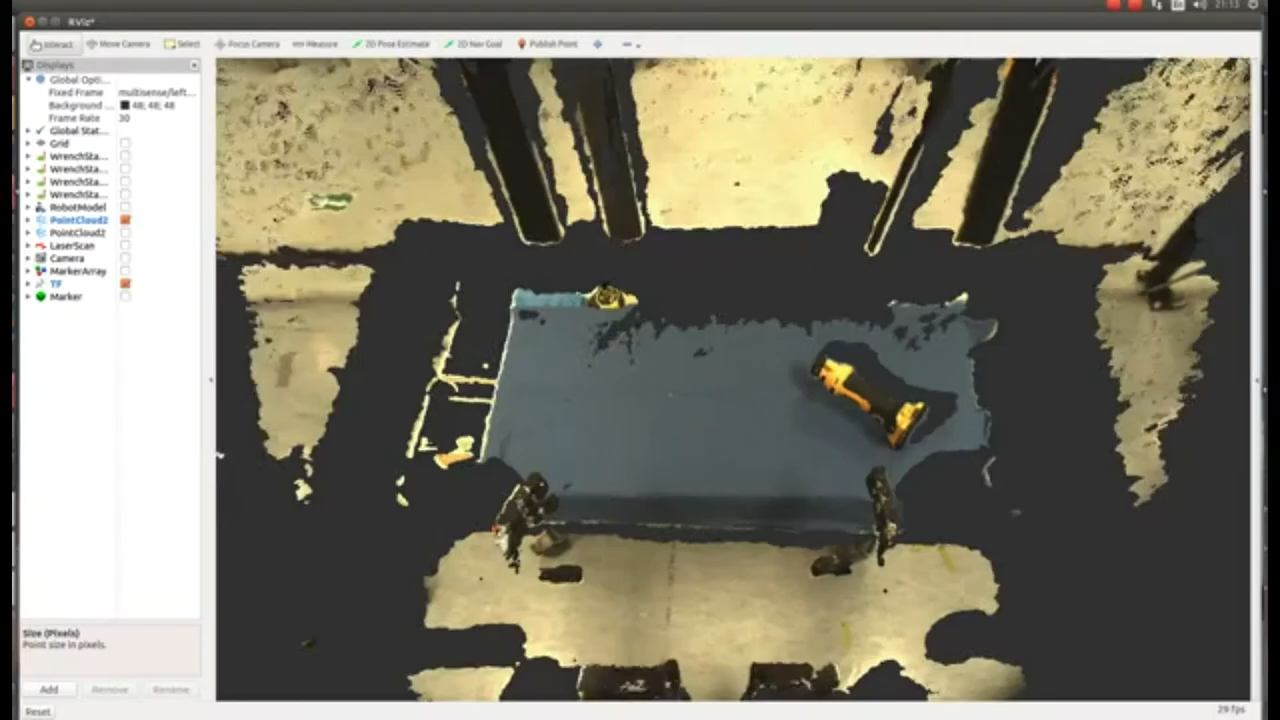 21:13
RViz*
Interact Move Camera Select Focus Camera Measure 2D Pose Estimate 2D Nav Goal Publish Point
Displays
Global Opti...
Fixed Frame multisense/left...
Background ... 48; 48; 48
Frame Rate 30
Global Stat...
Grid
WrenchSta...
WrenchSta...
WrenchSta...
WrenchSta...
RobotModel
PointCloud2
PointCloud2
LaserScan
Camera
MarkerArray
TF
Marker
Size (Pixels)
Point size in pixels.
Add Remove Rename
Reset
29 fps